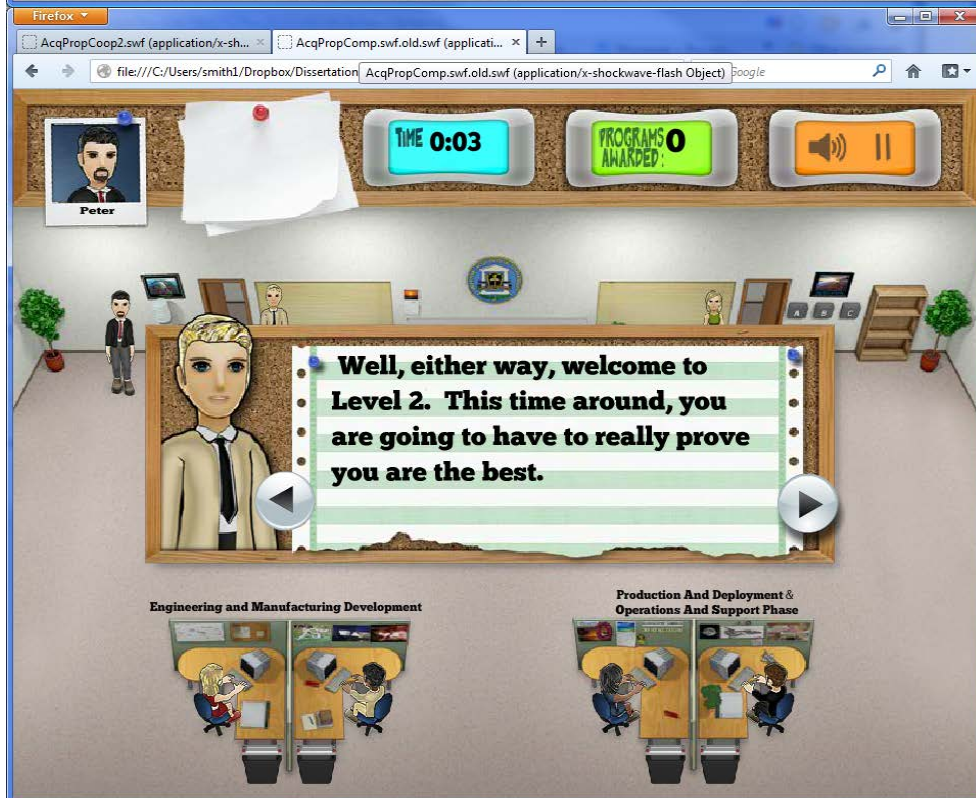 Firefox
AcqPropCoop2.swf (application/x-sh...
AcqPropComp.swf.old.swf (applicati...
file:///C:/Users/smith1/Dropbox/Dissertation
AcqPropComp.swf.old.swf (application/x-shockwave-flash Object)
Google
TIME 0:03
PROGRAMS AWARDED: 0
Peter
A B C
Well, either way, welcome to
Level 2. This time around, you
are going to have to really prove
you are the best.
Engineering and Manufacturing Development
Production And Deployment &
Operations And Support Phase